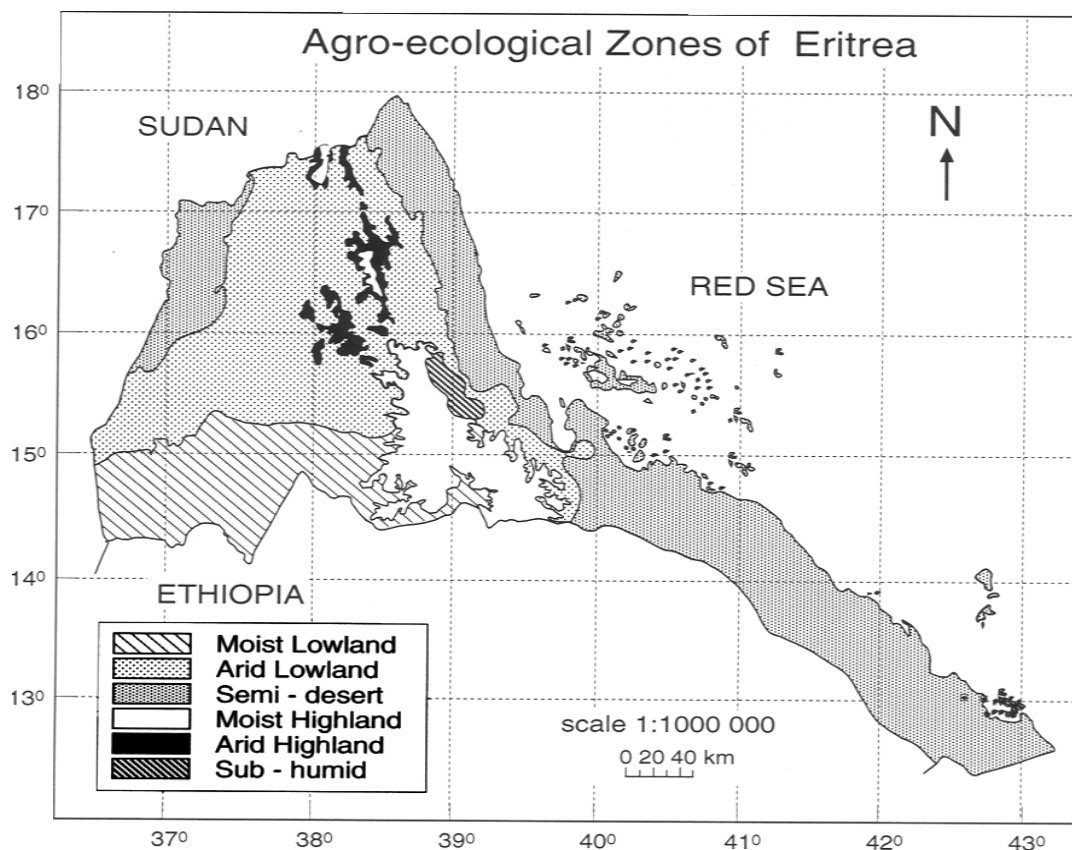 Agro-ecological Zones of Eritrea
18⁰
SUDAN
N
17⁰
RED SEA
16⁰
15⁰
14⁰
ETHIOPIA
Moist Lowland
Arid Lowland
Semi - desert
Moist Highland
Arid Highland
Sub - humid
13⁰
scale 1:1000 000
0 20 40 km
37⁰ 38⁰ 39⁰ 40⁰ 41⁰ 42⁰ 43⁰